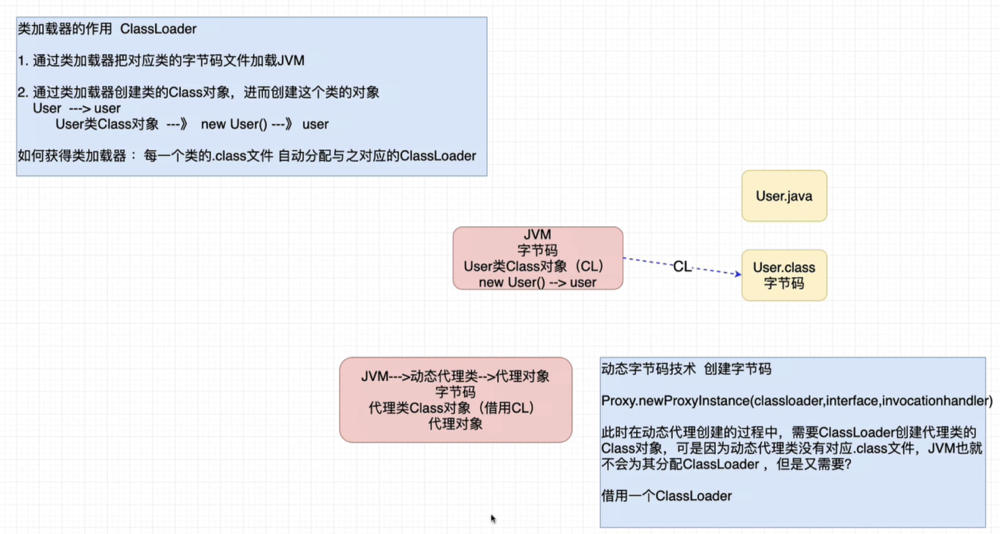 类加载器的作用  ClassLoader
1. 通过类加载器把对应类的字节码文件加载JVM
2. 通过类加载器创建类的Class对象，进而创建这个类的对象
User ---> user
User类Class对象 ---》 new User() ---》 user
如何获得类加载器： 每一个类的.class文件 自动分配与之对应的ClassLoader
User.java
JVM
字节码
User类Class对象（CL）
new User() --> user
CL
User.class
字节码
JVM--->动态代理类-->代理对象
字节码
代理类Class对象（借用CL）
代理对象
动态字节码技术  创建字节码
Proxy.newProxyInstance(classloader,interface,invocationhandler)
此时在动态代理创建的过程中，需要ClassLoader创建代理类的
Class对象，可是因为动态代理类没有对应.class文件，JVM也就
不会为其分配ClassLoader ，但是又需要?
借用一个ClassLoader